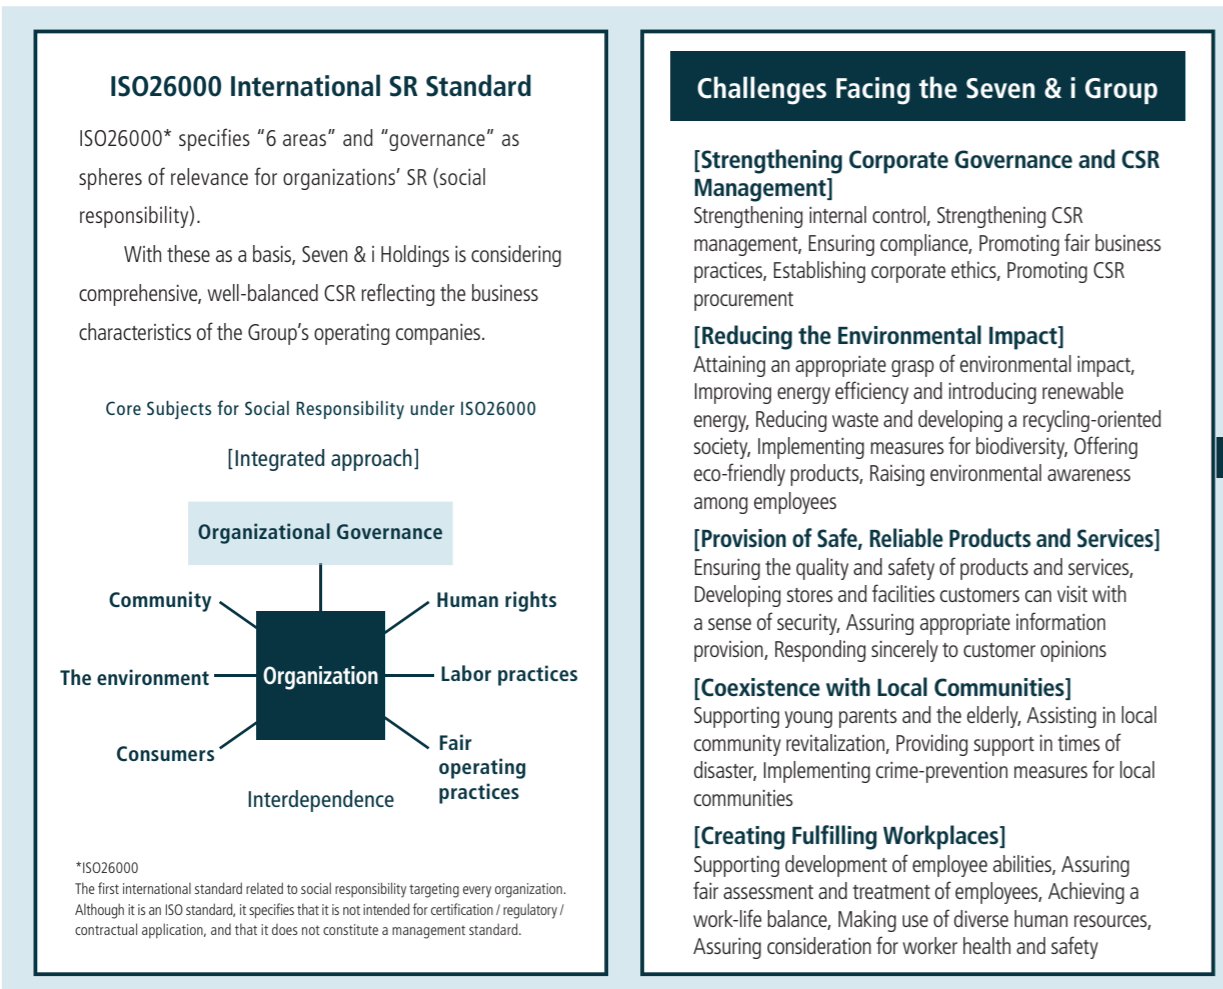 ISO26000 International SR Standard
ISO26000* specifies “6 areas” and “governance” as
spheres of relevance for organizations’ SR (social
responsibility).
With these as a basis, Seven & i Holdings is considering
comprehensive, well-balanced CSR reflecting the business
characteristics of the Group’s operating companies.
Core Subjects for Social Responsibility under ISO26000
[Integrated approach]
Organizational Governance
Community
Human rights
The environment
Organization
Labor practices
Consumers
Fair
operating
practices
Interdependence
*ISO26000
The first international standard related to social responsibility targeting every organization.
Although it is an ISO standard, it specifies that it is not intended for certification / regulatory /
contractual application, and that it does not constitute a management standard.
Challenges Facing the Seven & i Group
[Strengthening Corporate Governance and CSR
Management]
Strengthening internal control, Strengthening CSR
management, Ensuring compliance, Promoting fair business
practices, Establishing corporate ethics, Promoting CSR
procurement
[Reducing the Environmental Impact]
Attaining an appropriate grasp of environmental impact,
Improving energy efficiency and introducing renewable
energy, Reducing waste and developing a recycling-oriented
society, Implementing measures for biodiversity, Offering
eco-friendly products, Raising environmental awareness
among employees
[Provision of Safe, Reliable Products and Services]
Ensuring the quality and safety of products and services,
Developing stores and facilities customers can visit with
a sense of security, Assuring appropriate information
provision, Responding sincerely to customer opinions
[Coexistence with Local Communities]
Supporting young parents and the elderly, Assisting in local
community revitalization, Providing support in times of
disaster, Implementing crime-prevention measures for local
communities
[Creating Fulfilling Workplaces]
Supporting development of employee abilities, Assuring
fair assessment and treatment of employees, Achieving a
work-life balance, Making use of diverse human resources,
Assuring consideration for worker health and safety